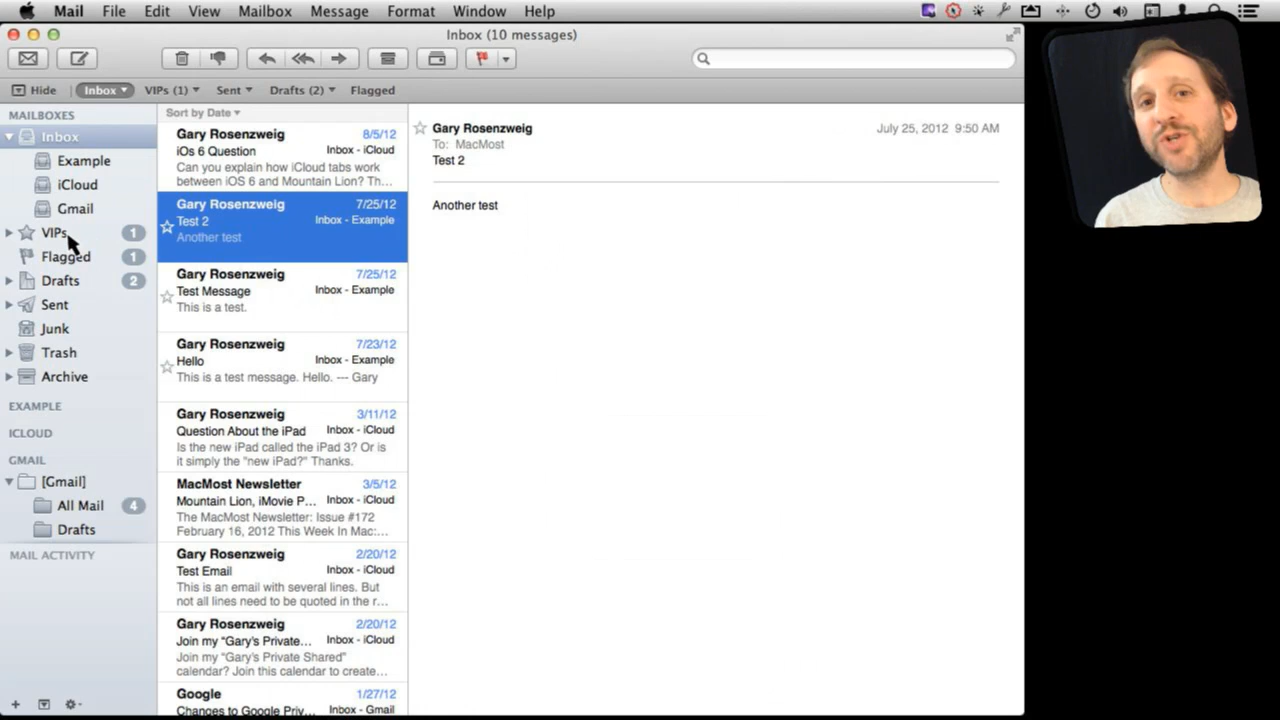 Mail File Edit View Mailbox Message Format Window Help
Inbox (10 messages)
Hide Inbox VIPs (1) Sent Drafts (2) Flagged
MAILBOXES
Inbox
Example
iCloud
Gmail
VIPs 1
Flagged 1
Drafts 2
Sent
Junk
Trash
Archive
EXAMPLE
ICLOUD
GMAIL
[Gmail]
All Mail 4
Drafts
MAIL ACTIVITY
Sort by Date
Gary Rosenzweig 8/5/12
iOs 6 Question Inbox - iCloud
Can you explain how iCloud tabs work
between iOS 6 and Mountain Lion? Th...
Gary Rosenzweig 7/25/12
Test 2 Inbox - Example
Another test
Gary Rosenzweig 7/25/12
Test Message Inbox - Example
This is a test.
Gary Rosenzweig 7/23/12
Hello Inbox - Example
This is a test message. Hello. --- Gary
Gary Rosenzweig 3/11/12
Question About the iPad Inbox - iCloud
Is the new iPad called the iPad 3? Or is
it simply the "new iPad?" Thanks.
MacMost Newsletter 3/5/12
Mountain Lion, iMovie P... Inbox - iCloud
The MacMost Newsletter: Issue #172
February 16, 2012 This Week In Mac:...
Gary Rosenzweig 2/20/12
Test Email Inbox - iCloud
This is an email with several lines. But
not all lines need to be quoted in the r...
Gary Rosenzweig 2/20/12
Join my "Gary's Private... Inbox - iCloud
Join my "Gary's Private Shared"
calendar? Join this calendar to create...
Google 1/27/12
Changes to Google Priv... Inbox - Gmail
Gary Rosenzweig July 25, 2012 9:50 AM
To: MacMost
Test 2
Another test